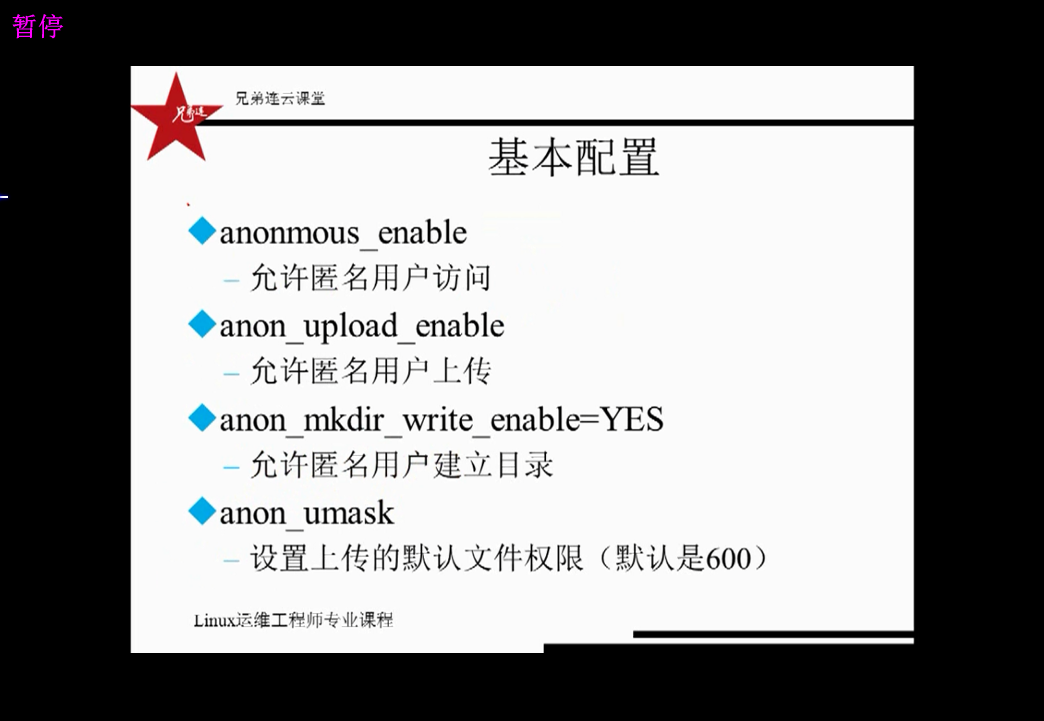 暂停
兄弟连
兄弟连云课堂
基本配置
anonmous_enable
– 允许匿名用户访问
anon_upload_enable
– 允许匿名用户上传
anon_mkdir_write_enable=YES
– 允许匿名用户建立目录
anon_umask
– 设置上传的默认文件权限（默认是600）
Linux运维工程师专业课程